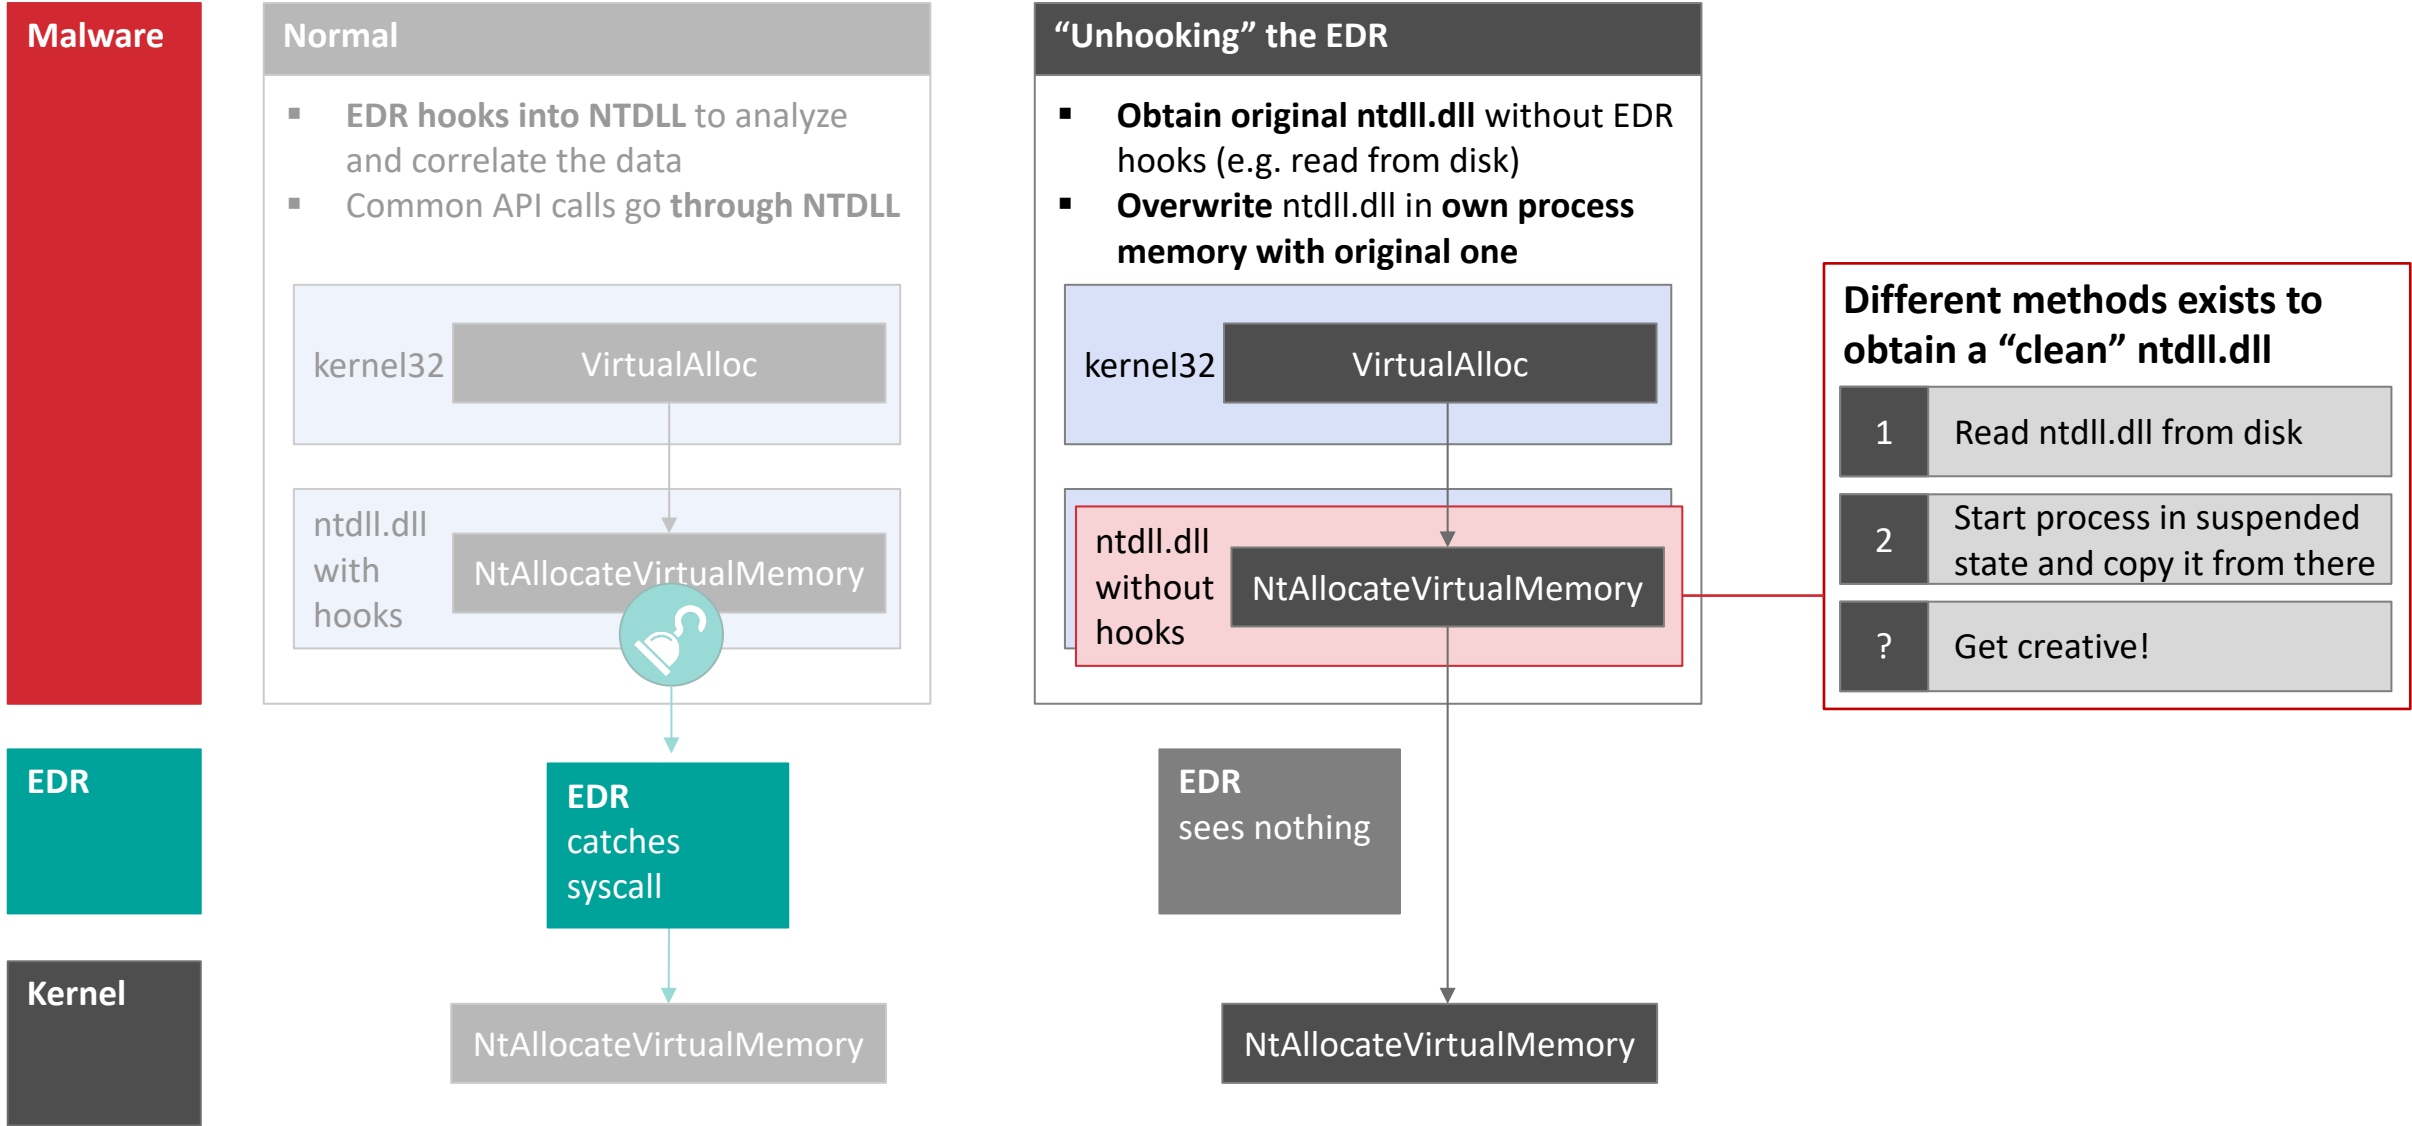 Malware
EDR
Kernel
Normal
▪ EDR hooks into NTDLL to analyze
and correlate the data
▪ Common API calls go through NTDLL
kernel32
VirtualAlloc
ntdll.dll
with
hooks
NtAllocateVirtualMemory
EDR
catches
syscall
NtAllocateVirtualMemory
“Unhooking” the EDR
▪ Obtain original ntdll.dll without EDR
hooks (e.g. read from disk)
▪ Overwrite ntdll.dll in own process
memory with original one
kernel32
VirtualAlloc
ntdll.dll
without
hooks
NtAllocateVirtualMemory
EDR
sees nothing
NtAllocateVirtualMemory
Different methods exists to
obtain a “clean” ntdll.dll
1 Read ntdll.dll from disk
2 Start process in suspended
state and copy it from there
? Get creative!